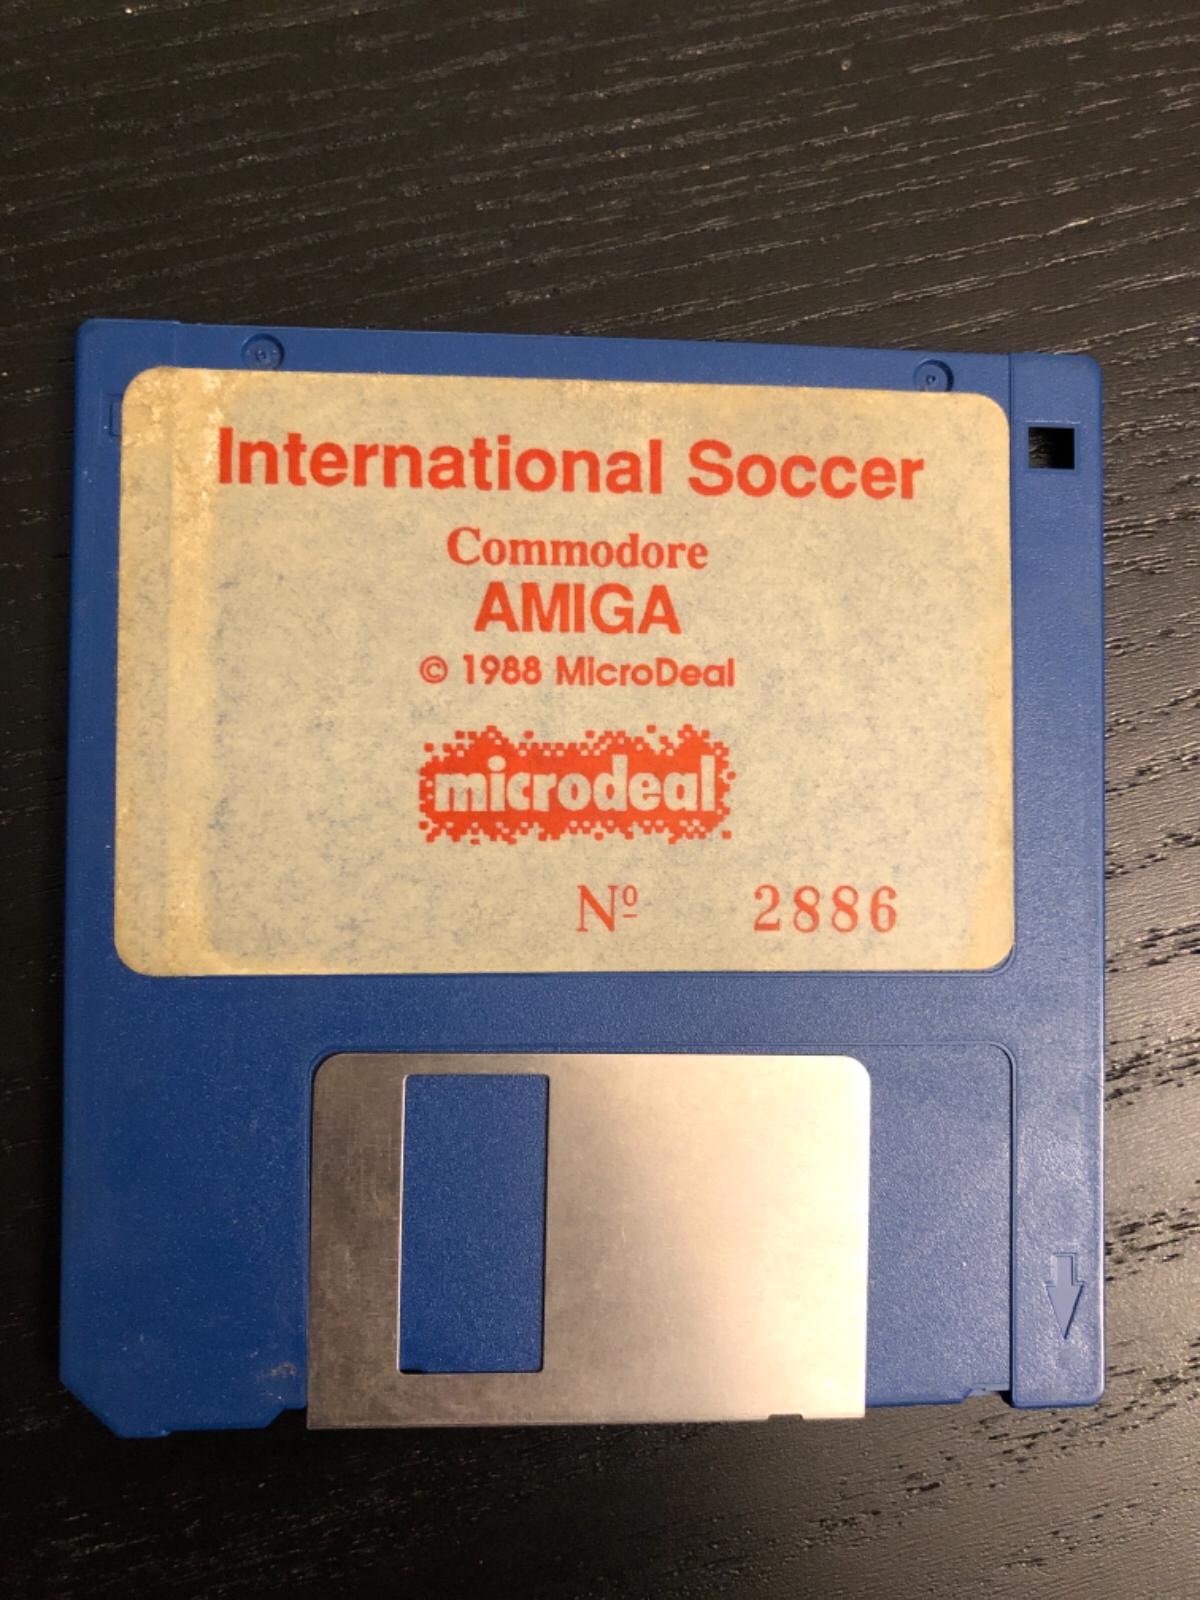 International Soccer
Commodore
AMIGA
© 1988 MicroDeal
microdeal
Nº 2886